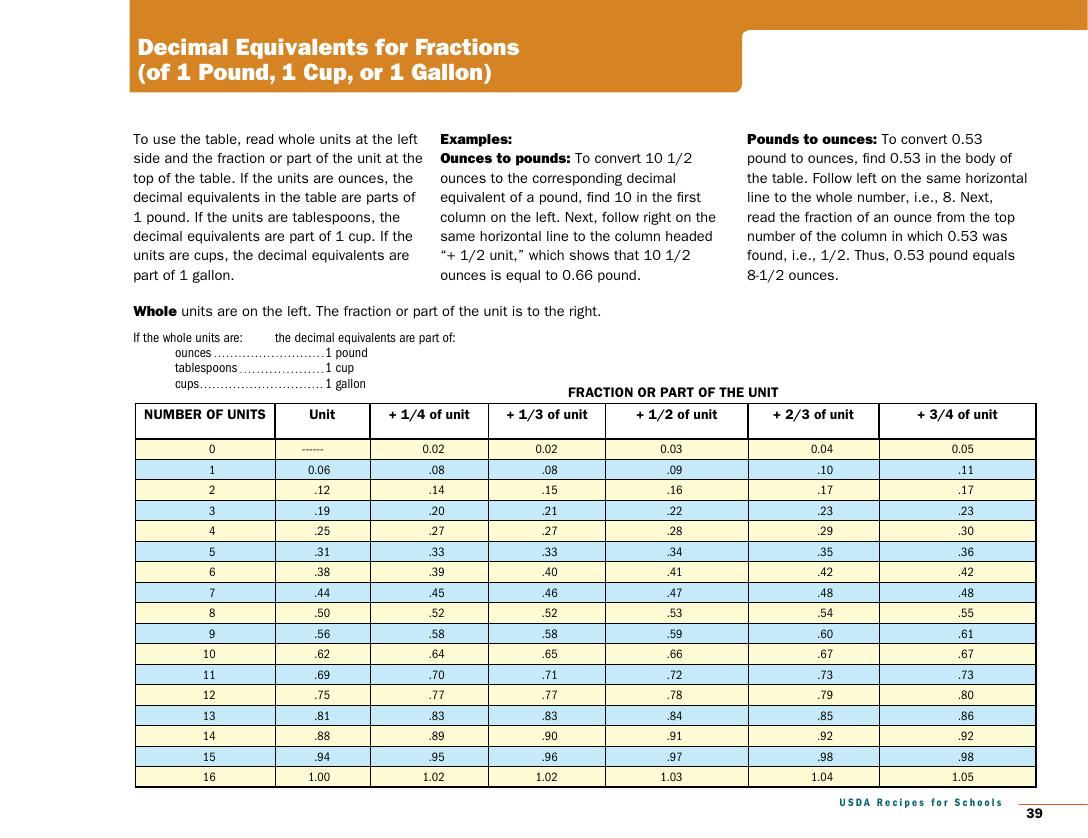 Decimal Equivalents for Fractions
(of 1 Pound, 1 Cup, or 1 Gallon)
To use the table, read whole units at the left
side and the fraction or part of the unit at the
top of the table. If the units are ounces, the
decimal equivalents in the table are parts of
1 pound. If the units are tablespoons, the
decimal equivalents are part of 1 cup. If the
units are cups, the decimal equivalents are
part of 1 gallon.
Examples:
Ounces to pounds: To convert 10 1/2
ounces to the corresponding decimal
equivalent of a pound, find 10 in the first
column on the left. Next, follow right on the
same horizontal line to the column headed
“+ 1/2 unit,” which shows that 10 1/2
ounces is equal to 0.66 pound.
Pounds to ounces: To convert 0.53
pound to ounces, find 0.53 in the body of
the table. Follow left on the same horizontal
line to the whole number, i.e., 8. Next,
read the fraction of an ounce from the top
number of the column in which 0.53 was
found, i.e., 1/2. Thus, 0.53 pound equals
8-1/2 ounces.
Whole units are on the left. The fraction or part of the unit is to the right.
If the whole units are: the decimal equivalents are part of:
ounces ........................... 1 pound
tablespoons .................... 1 cup
cups ............................. 1 gallon
FRACTION OR PART OF THE UNIT
NUMBER OF UNITS Unit + 1/4 of unit + 1/3 of unit + 1/2 of unit + 2/3 of unit + 3/4 of unit
0 ------ 0.02 0.02 0.03 0.04 0.05
1 0.06 .08 .08 .09 .10 .11
2 .12 .14 .15 .16 .17 .17
3 .19 .20 .21 .22 .23 .23
4 .25 .27 .27 .28 .29 .30
5 .31 .33 .33 .34 .35 .36
6 .38 .39 .40 .41 .42 .42
7 .44 .45 .46 .47 .48 .48
8 .50 .52 .52 .53 .54 .55
9 .56 .58 .58 .59 .60 .61
10 .62 .64 .65 .66 .67 .67
11 .69 .70 .71 .72 .73 .73
12 .75 .77 .77 .78 .79 .80
13 .81 .83 .83 .84 .85 .86
14 .88 .89 .90 .91 .92 .92
15 .94 .95 .96 .97 .98 .98
16 1.00 1.02 1.02 1.03 1.04 1.05
USDA Recipes for Schools
39